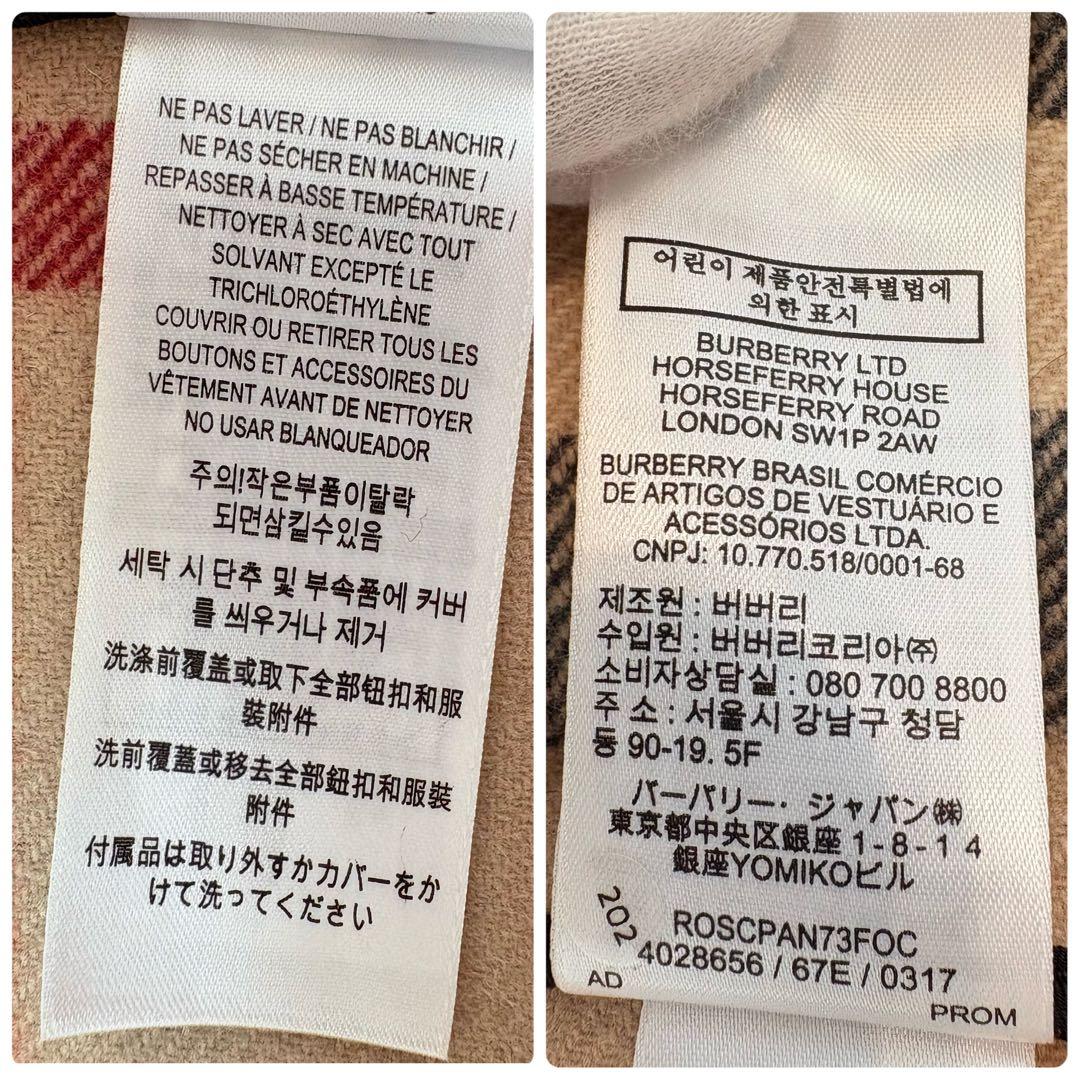 NE PAS LAVER / NE PAS BLANCHIR /
NE PAS SÉCHER EN MACHINE /
REPASSER À BASSE TEMPÉRATURE /
NETTOYER À SEC AVEC TOUT
SOLVANT EXCEPTÉ LE
TRICHLOROÉTHYLÈNE
COUVRIR OU RETIRER TOUS LES
BOUTONS ET ACCESSOIRES DU
VÊTEMENT AVANT DE NETTOYER
NO USAR BLANQUEADOR
주의!작은부품이탈락
되면삼킬수있음
세탁 시 단추 및 부속품에 커버
를 씌우거나 제거
洗涤前覆盖或取下全部钮扣和服
裝附件
洗前覆蓋或移去全部鈕扣和服裝
附件
付属品は取り外すかカバーをか
けて洗ってください
어린이 제품안전특별법에
의한 표시
BURBERRY LTD
HORSEFERRY HOUSE
HORSEFERRY ROAD
LONDON SW1P 2AW
BURBERRY BRASIL COMÉRCIO
DE ARTIGOS DE VESTUÁRIO E
ACESSÓRIOS LTDA.
CNPJ: 10.770.518/0001-68
제조원 : 버버리
수입원 : 버버리코리아㈜
소비자상담실 : 080 700 8800
주 소 : 서울시 강남구 청담
동 90-19. 5F
バーバリー・ジャパン㈱
東京都中央区銀座 1-8-14
銀座YOMIKOビル
202
ROSCPAN73FOC
4028656 / 67E / 0317
AD
PROM